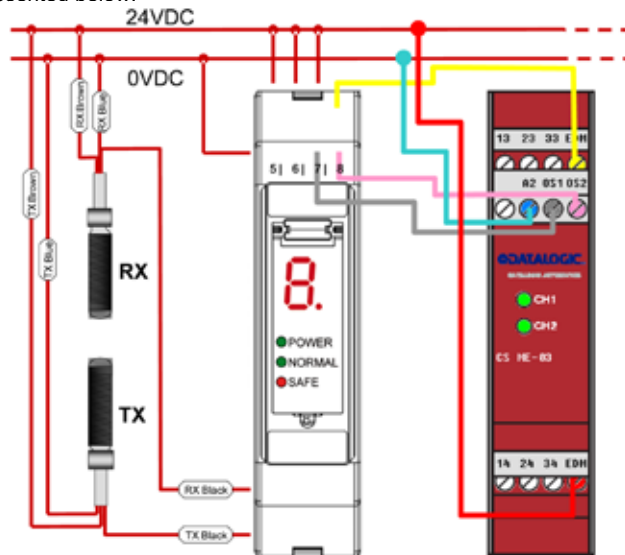 24VDC
0VDC
RX Brown
RX Blue
TX Brown
TX Blue
RX
TX
RX Black
TX Black
5| 6| 7| 8
8.
POWER
NORMAL
SAFE
13 23 33 EDM
A2 OS1 OS2
DATALOGIC
DATALOGIC AUTOMATION
CH1
CH2
CS ME-03
14 24 34 EDM